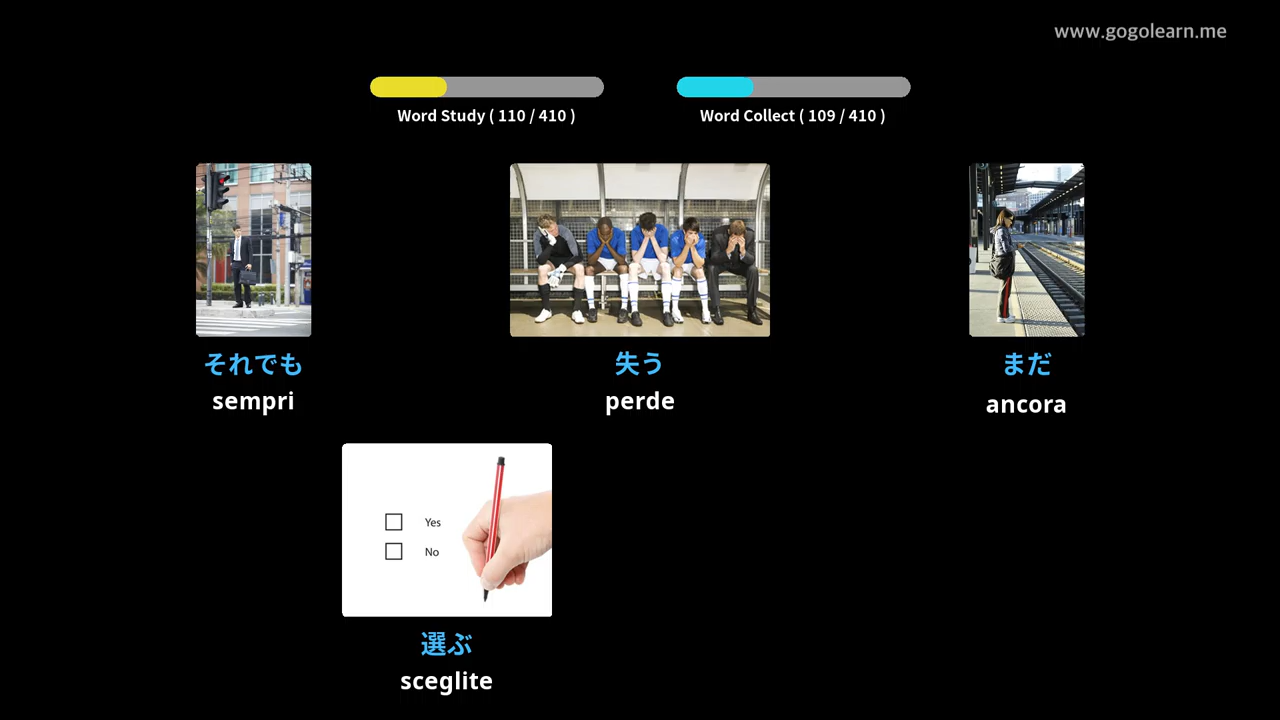 www.gogolearn.me
Word Study ( 110 / 410 )
Word Collect ( 109 / 410 )
それでも
sempri
失う
perde
まだ
ancora
Yes
No
選ぶ
sceglite